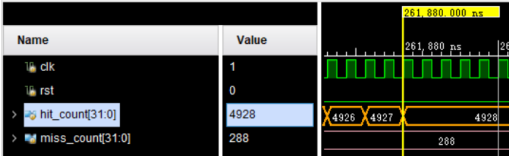 261,880.000 ns
Name Value 261,880 ns 26
clk 1
rst 0
hit_count[31:0] 4928 4926 4927 4928
miss_count[31:0] 288 288